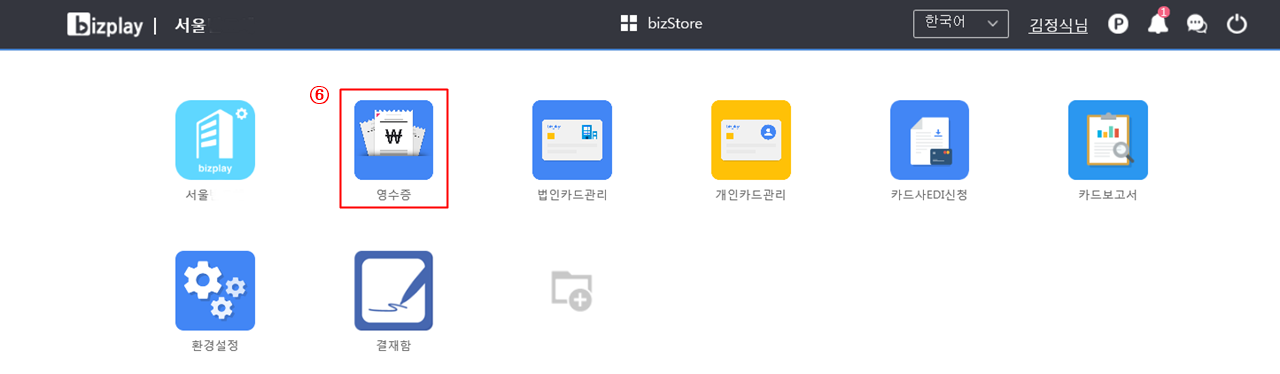 bizplay | 서울
bizStore
한국어
김정식님
P
1
⑥
₩
bizplay
서울
영수증
법인카드관리
개인카드관리
카드사EDI신청
카드보고서
환경설정
결재함